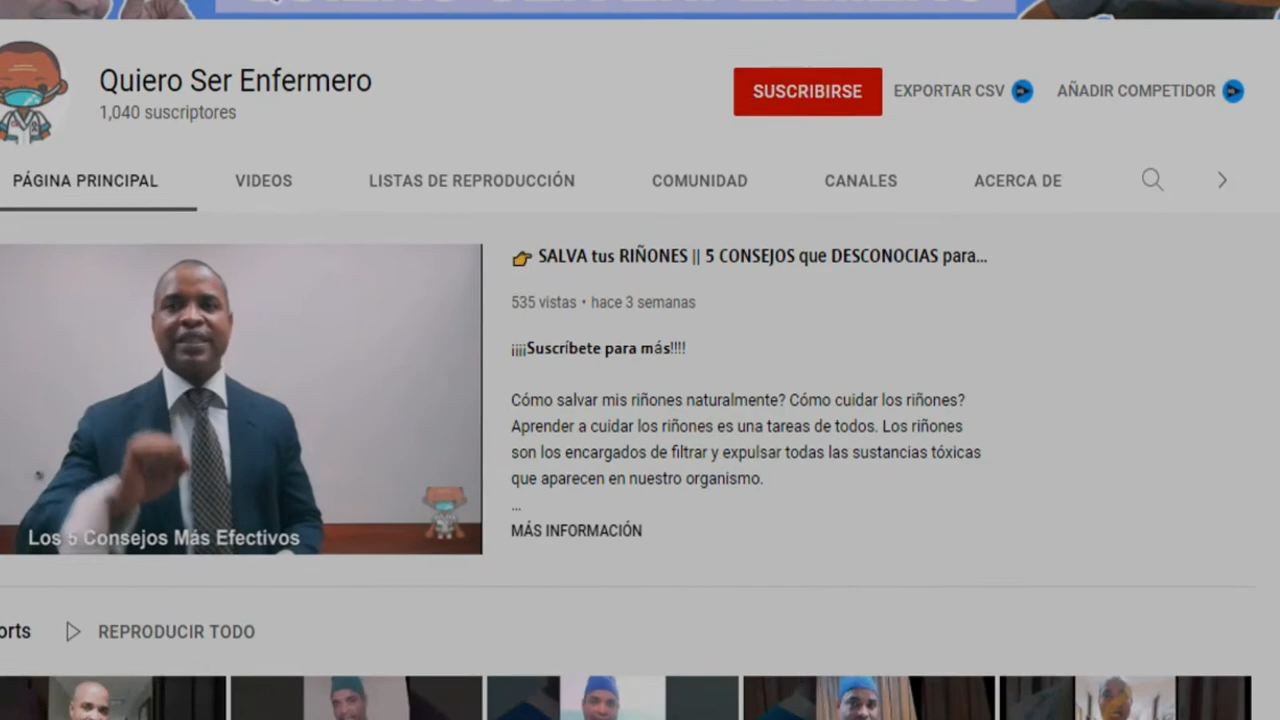 QUIERO SER ENFERMERO
Quiero Ser Enfermero
1,040 suscriptores
SUSCRIBIRSE
EXPORTAR CSV
AÑADIR COMPETIDOR
PÁGINA PRINCIPAL
VIDEOS
LISTAS DE REPRODUCCIÓN
COMUNIDAD
CANALES
ACERCA DE
👉 SALVA tus RIÑONES || 5 CONSEJOS que DESCONOCIAS para...
535 vistas • hace 3 semanas
¡¡¡¡Suscríbete para más!!!!
Cómo salvar mis riñones naturalmente? Cómo cuidar los riñones?
Aprender a cuidar los riñones es una tareas de todos. Los riñones
son los encargados de filtrar y expulsar todas las sustancias tóxicas
que aparecen en nuestro organismo.
...
MÁS INFORMACIÓN
Los 5 Consejos Más Efectivos
orts
REPRODUCIR TODO